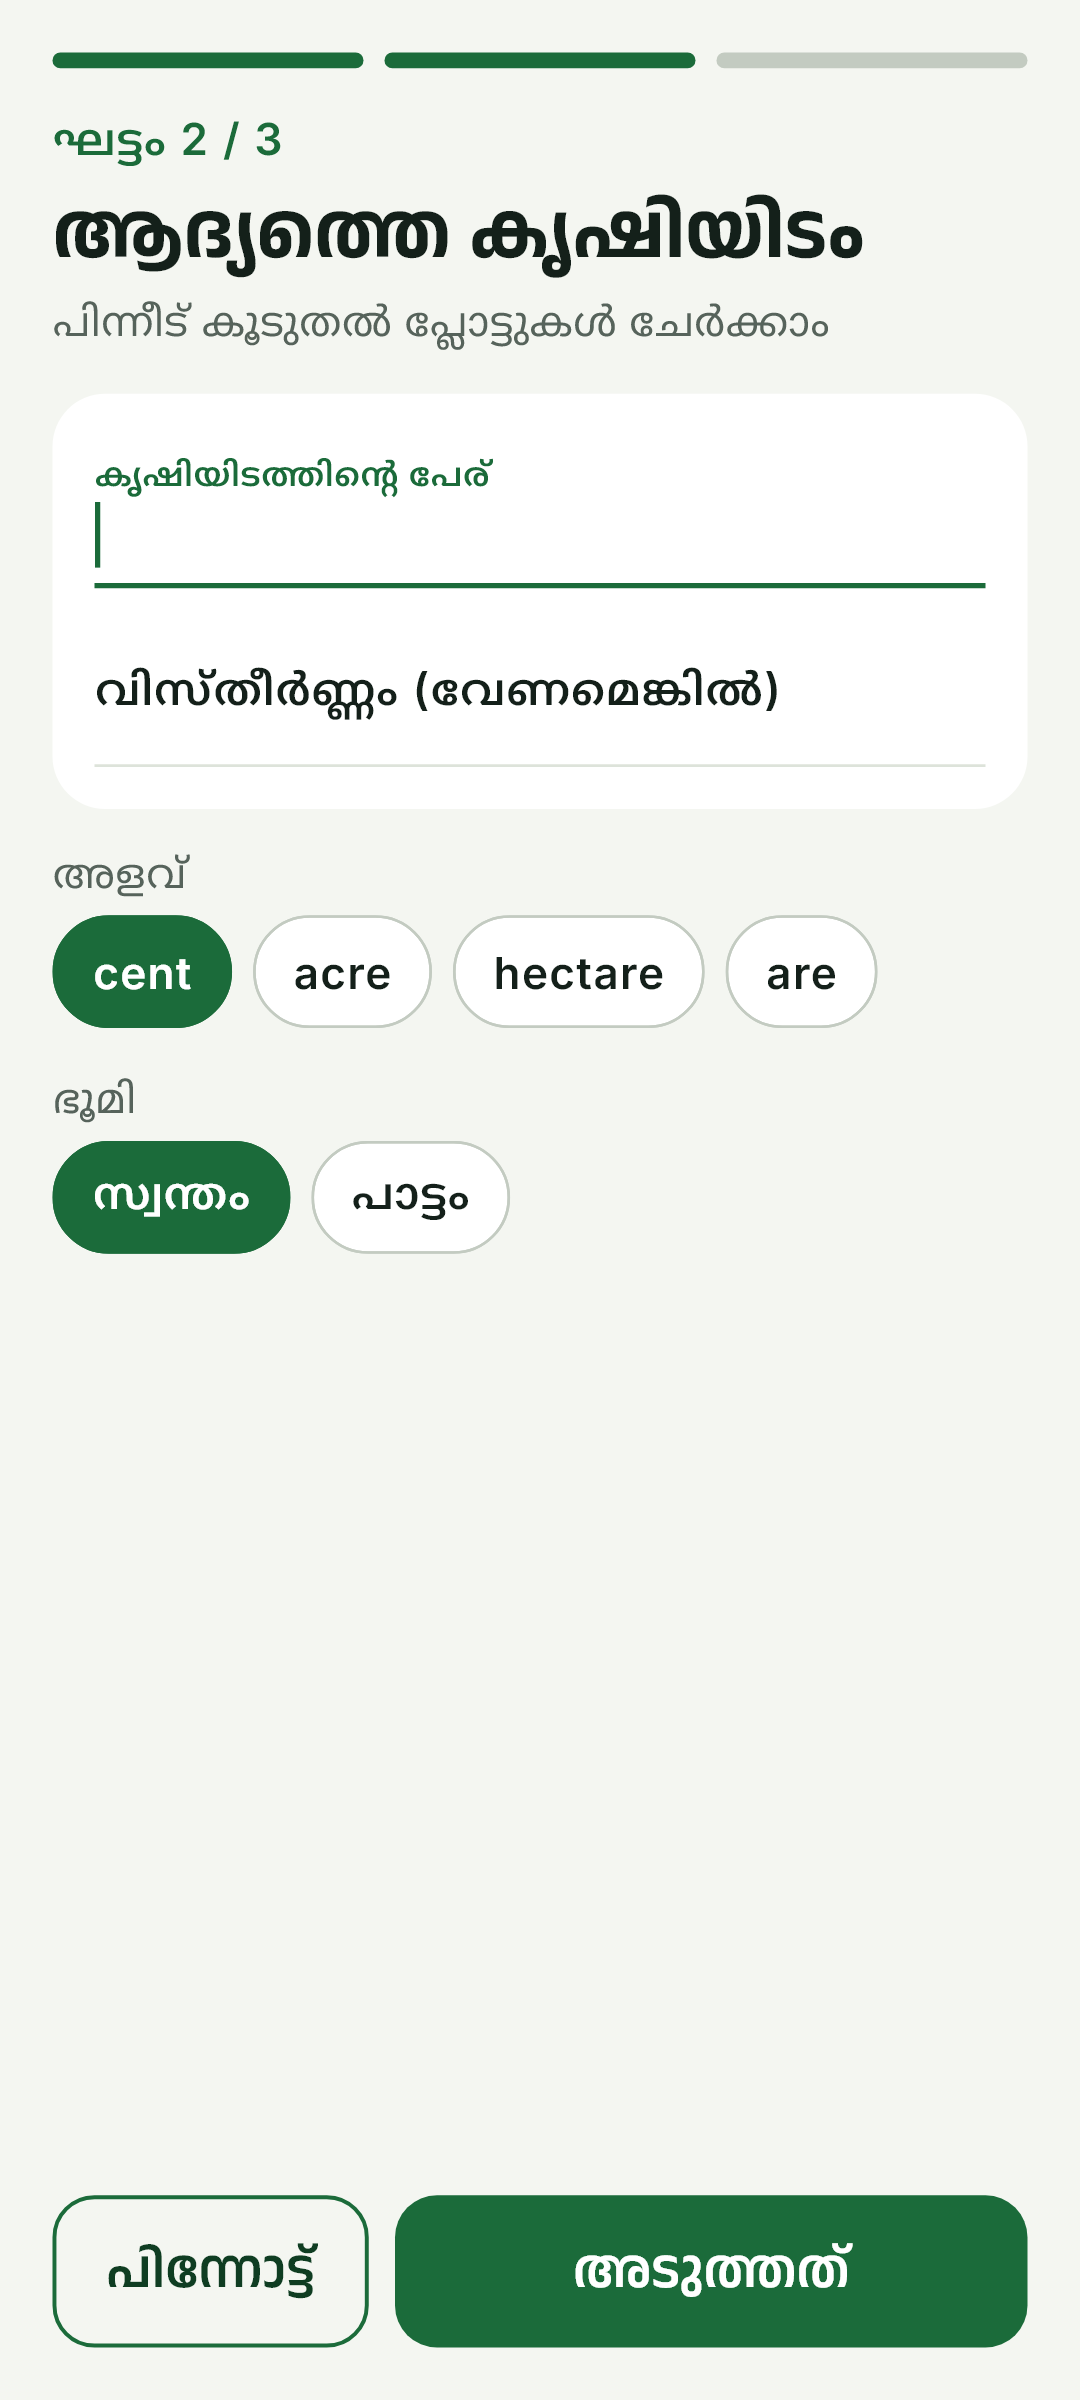 ഘട്ടം 2 / 3
ആദ്യത്തെ കൃഷിയിടം
പിന്നീട് കൂടുതൽ പ്ലോട്ടുകൾ ചേർക്കാം
കൃഷിയിടത്തിന്റെ പേര്
വിസ്തീർണ്ണം (വേണമെങ്കിൽ)
അളവ്
cent acre hectare are
ഭൂമി
സ്വന്തം പാട്ടം
പിന്നോട്ട് അടുത്തത്